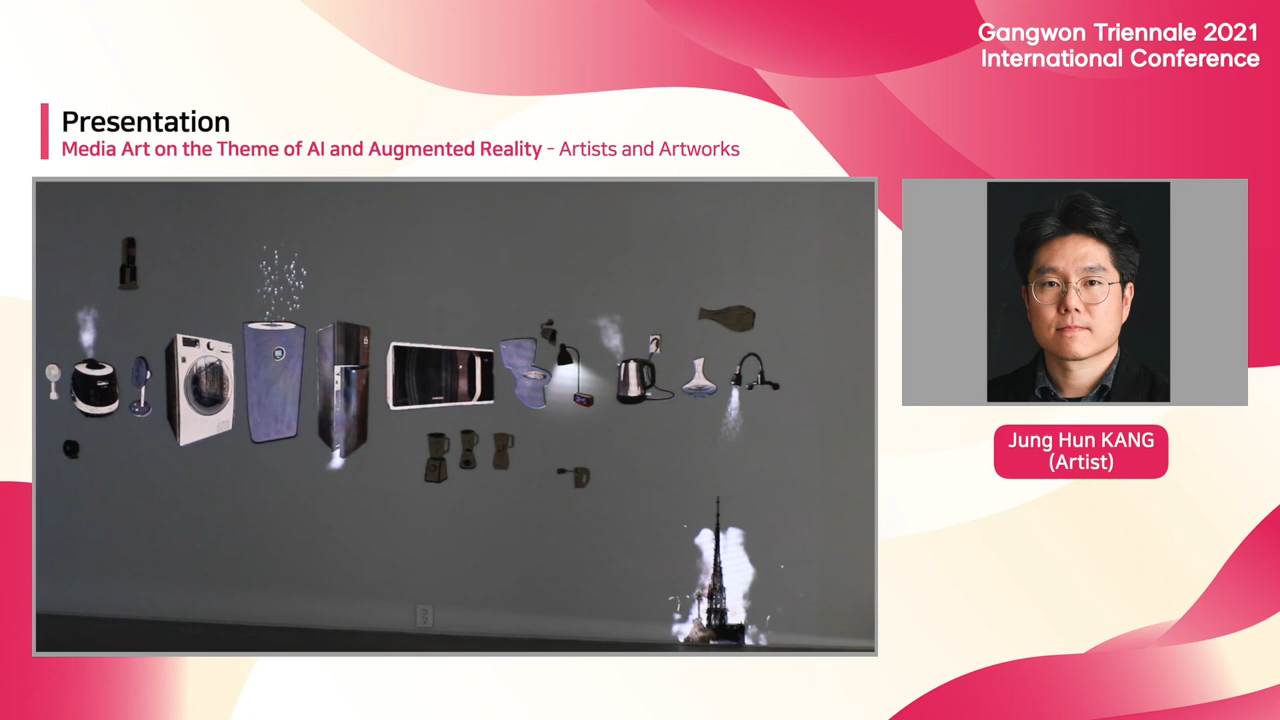 Gangwon Triennale 2021
International Conference
Presentation
Media Art on the Theme of AI and Augmented Reality - Artists and Artworks
Jung Hun KANG
(Artist)